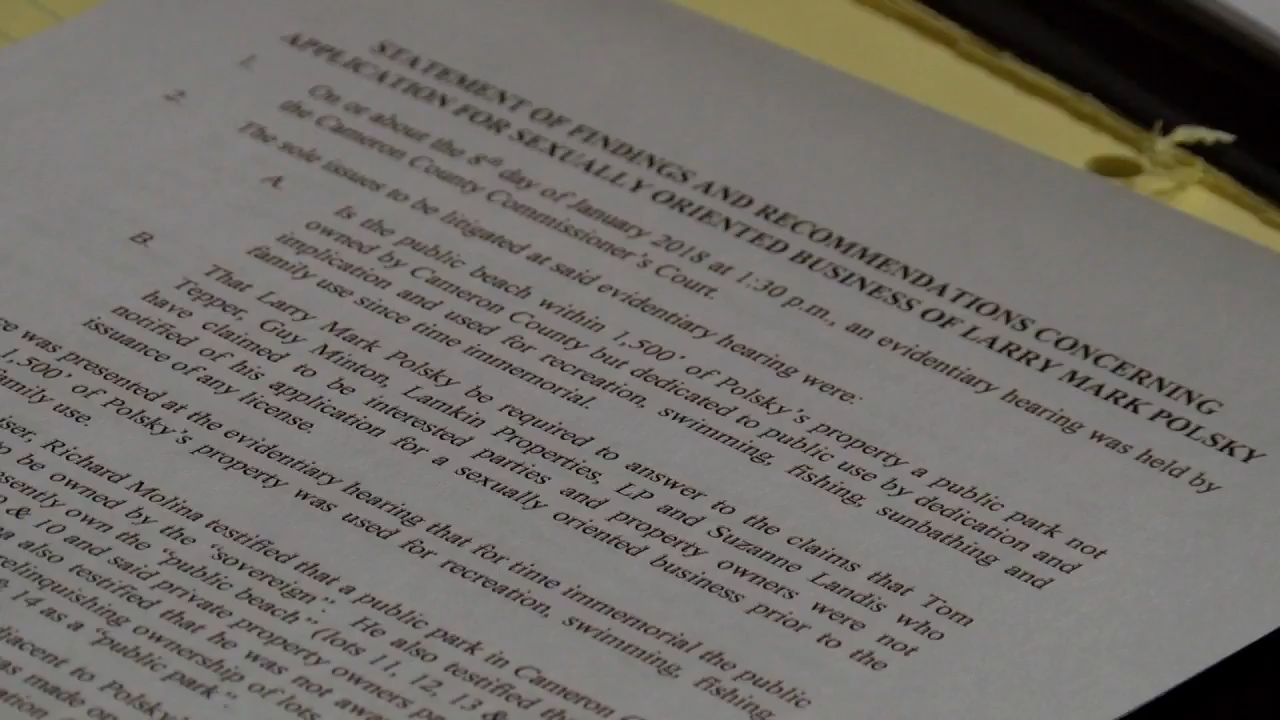 STATEMENT OF FINDINGS AND RECOMMENDATIONS CONCERNING
APPLICATION FOR SEXUALLY ORIENTED BUSINESS OF LARRY MARK POLSKY
1. On or about the 8th day of January 2018 at 1:30 p.m., an evidentiary hearing was held by
the Cameron County Commissioner's Court.
2. The sole issues to be litigated at said evidentiary hearing were:
A. Is the public beach within 1,500' of Polsky's property a public park not
owned by Cameron County but dedicated to public use by dedication and
implication and used for recreation, swimming, fishing, sunbathing and
family use since time immemorial.
B. That Larry Mark Polsky be required to answer to the claims that Tom
Tepper, Guy Minton, Lamkin Properties, LP and Suzanne Landis who
have claimed to be interested parties and property owners were not
notified of his application for a sexually oriented business prior to the
issuance of any license.
was presented at the evidentiary hearing that for time immemorial the public
1,500' of Polsky's property was used for recreation, swimming, fishing
family use.
Richard Molina testified that a public park in Cameron
to be owned by the "sovereign". He also testified
own the "public beach" (lots 11, 12, 13 &
& 10 and said private property owners
also testified that he was not
relinquishing ownership of lots
14 as a "public park".
to
was made